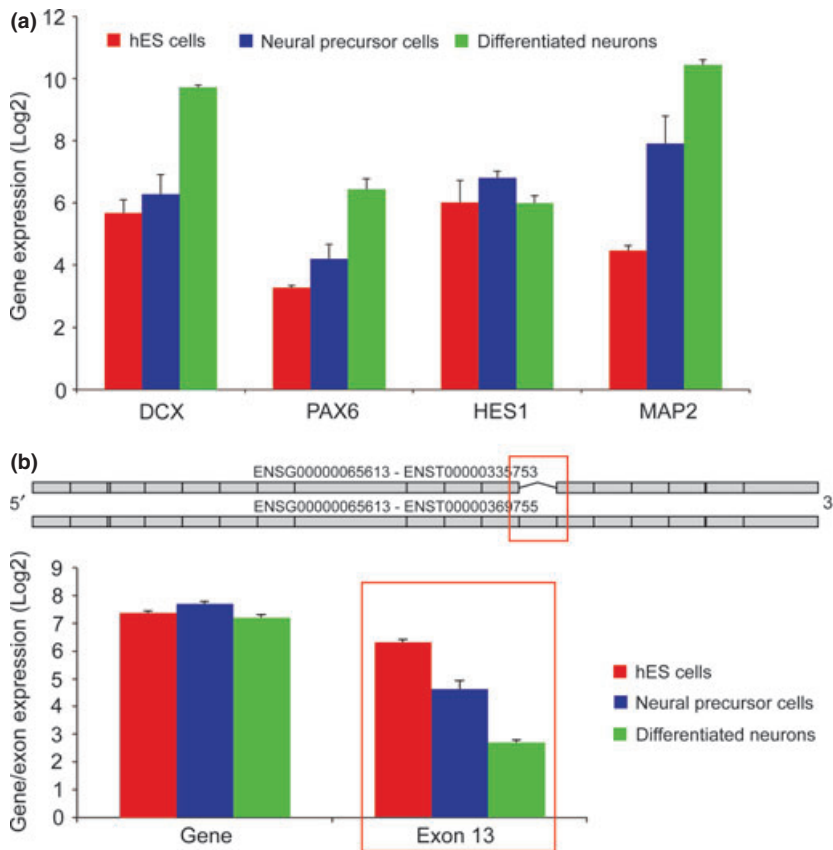 (a)
12
10
8
6
4
2
0
Gene expression (Log2)
hES cells Neural precursor cells Differentiated neurons
DCX PAX6 HES1 MAP2
(b)
ENSG00000065613 - ENST00000335753
5′ 3
ENSG00000065613 - ENST00000369755
9
8
7
6
5
4
3
2
1
0
Gene/exon expression (Log2)
hES cells
Neural precursor cells
Differentiated neurons
Gene Exon 13